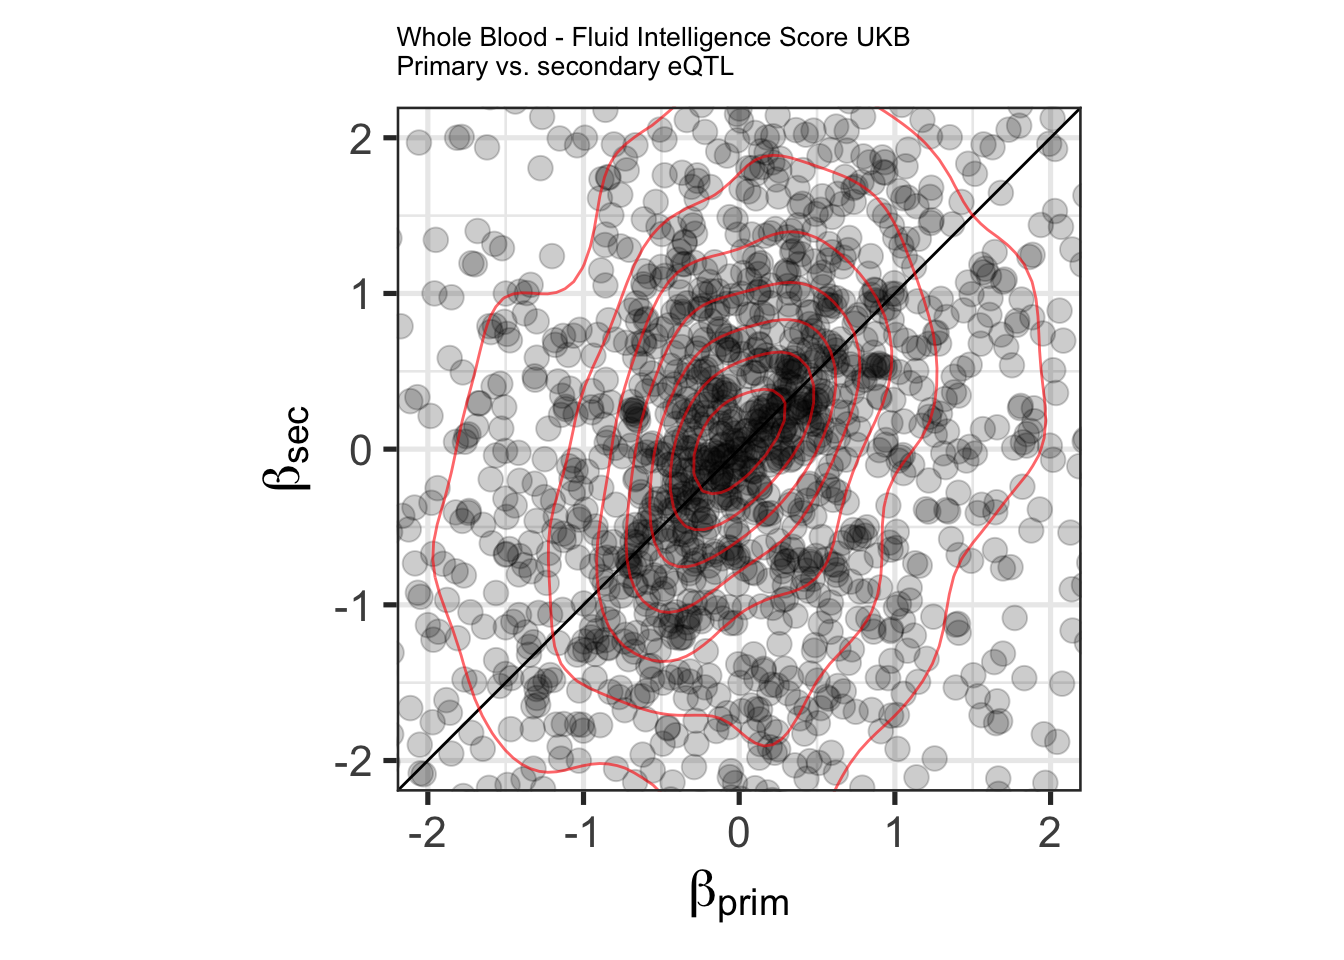 Whole Blood - Fluid Intelligence Score UKB
Primary vs. secondary eQTL
2
1
0
-1
-2
βsec
-2 -1 0 1 2
βprim